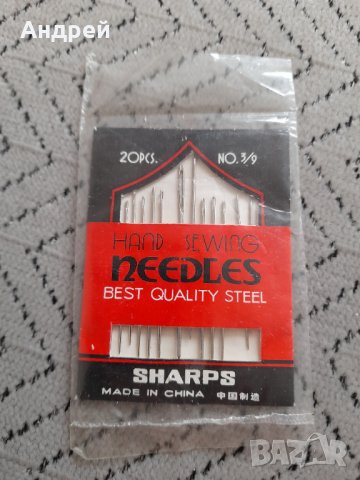 Андрей
20PCS. NO. 3/9
HAND SEWING
NEEDLES
BEST QUALITY STEEL
SHARPS
MADE IN CHINA 中国制造
BAZAR